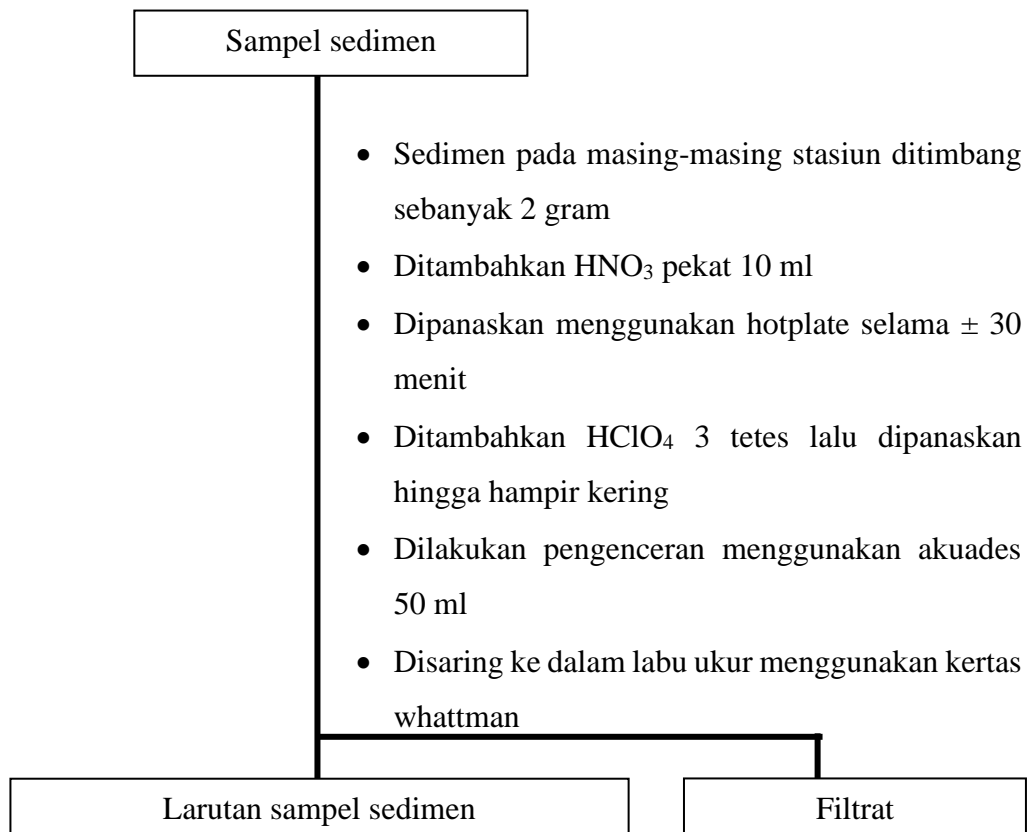 Sampel sedimen
• Sedimen pada masing-masing stasiun ditimbang
sebanyak 2 gram
• Ditambahkan HNO₃ pekat 10 ml
• Dipanaskan menggunakan hotplate selama ± 30
menit
• Ditambahkan HClO₄ 3 tetes lalu dipanaskan
hingga hampir kering
• Dilakukan pengenceran menggunakan akuades
50 ml
• Disaring ke dalam labu ukur menggunakan kertas
whattman
Larutan sampel sedimen
Filtrat